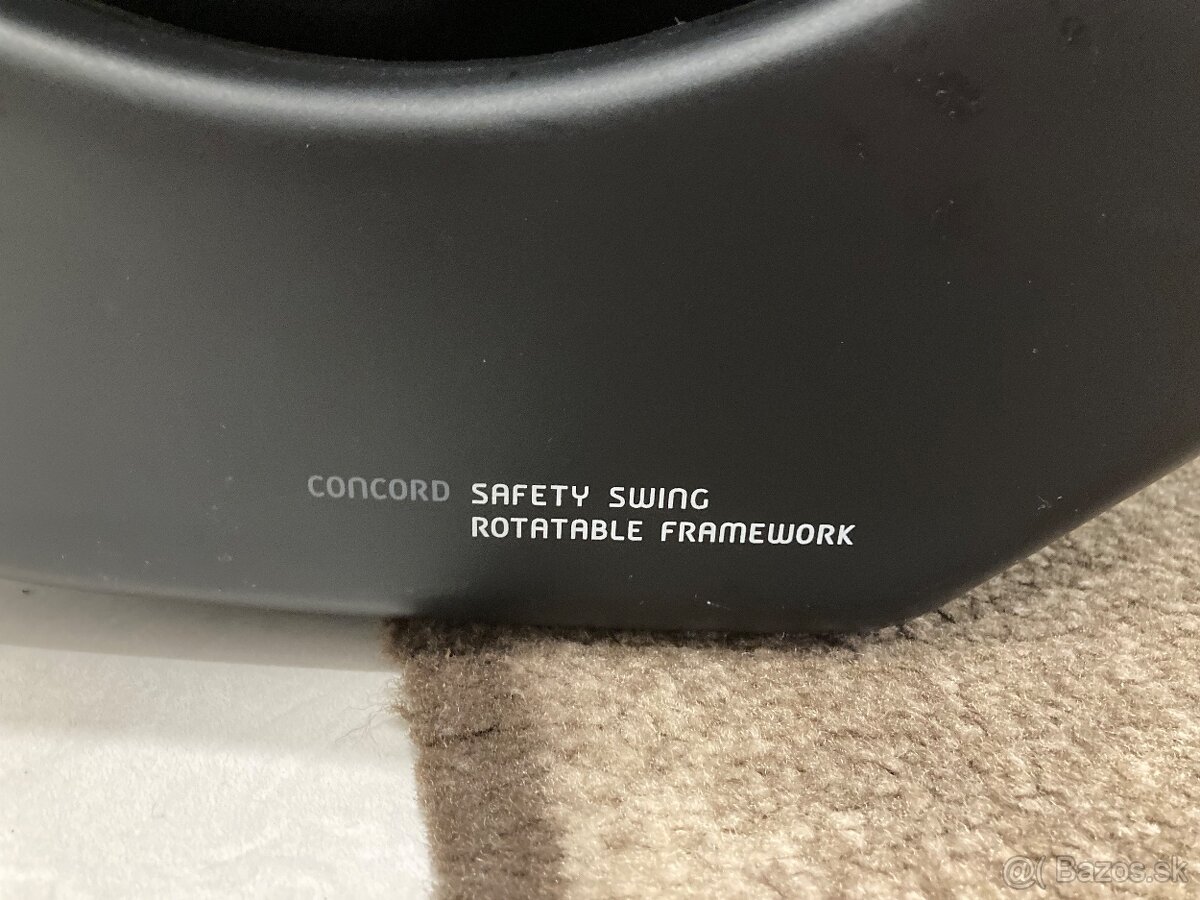 CONCORD SAFETY SWING
ROTATABLE FRAMEWORK
@( Bazos.sk